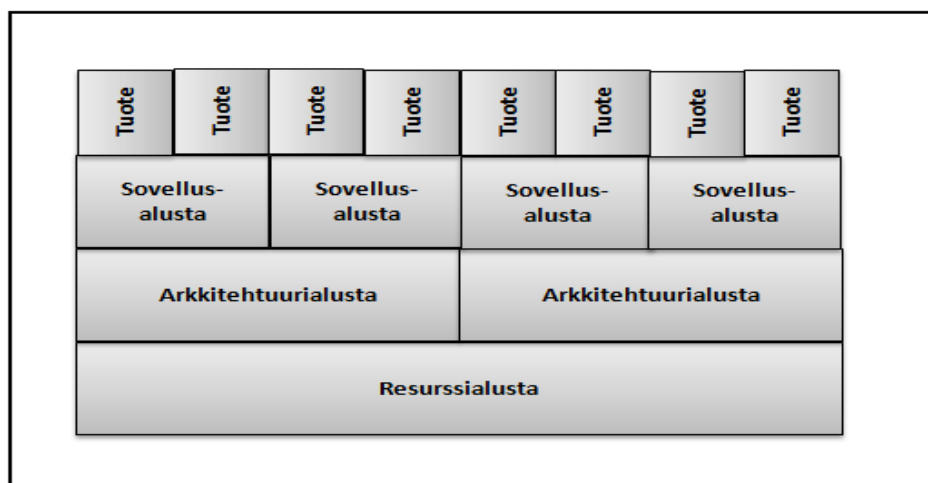 Tuote Tuote Tuote Tuote Tuote Tuote Tuote Tuote
Sovellus- Sovellus- Sovellus- Sovellus-
alusta alusta alusta alusta
Arkkitehtuurialusta Arkkitehtuurialusta
Resurssialusta